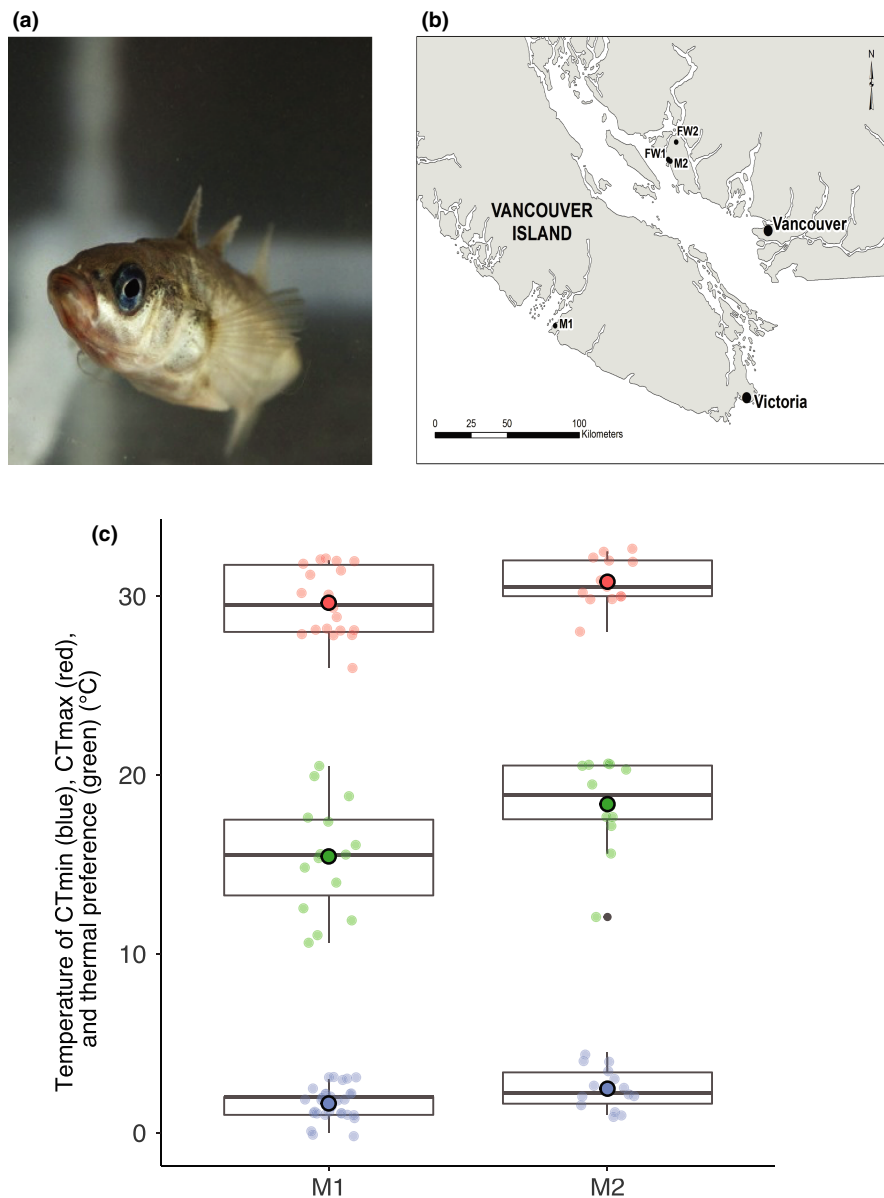 (a)
(b)
N
FW2
FW1
M2
VANCOUVER
ISLAND
Vancouver
M1
Victoria
0 25 50 100
Kilometers
(c)
Temperature of CTmin (blue), CTmax (red),
and thermal preference (green) (°C)
30
20
10
0
M1
M2